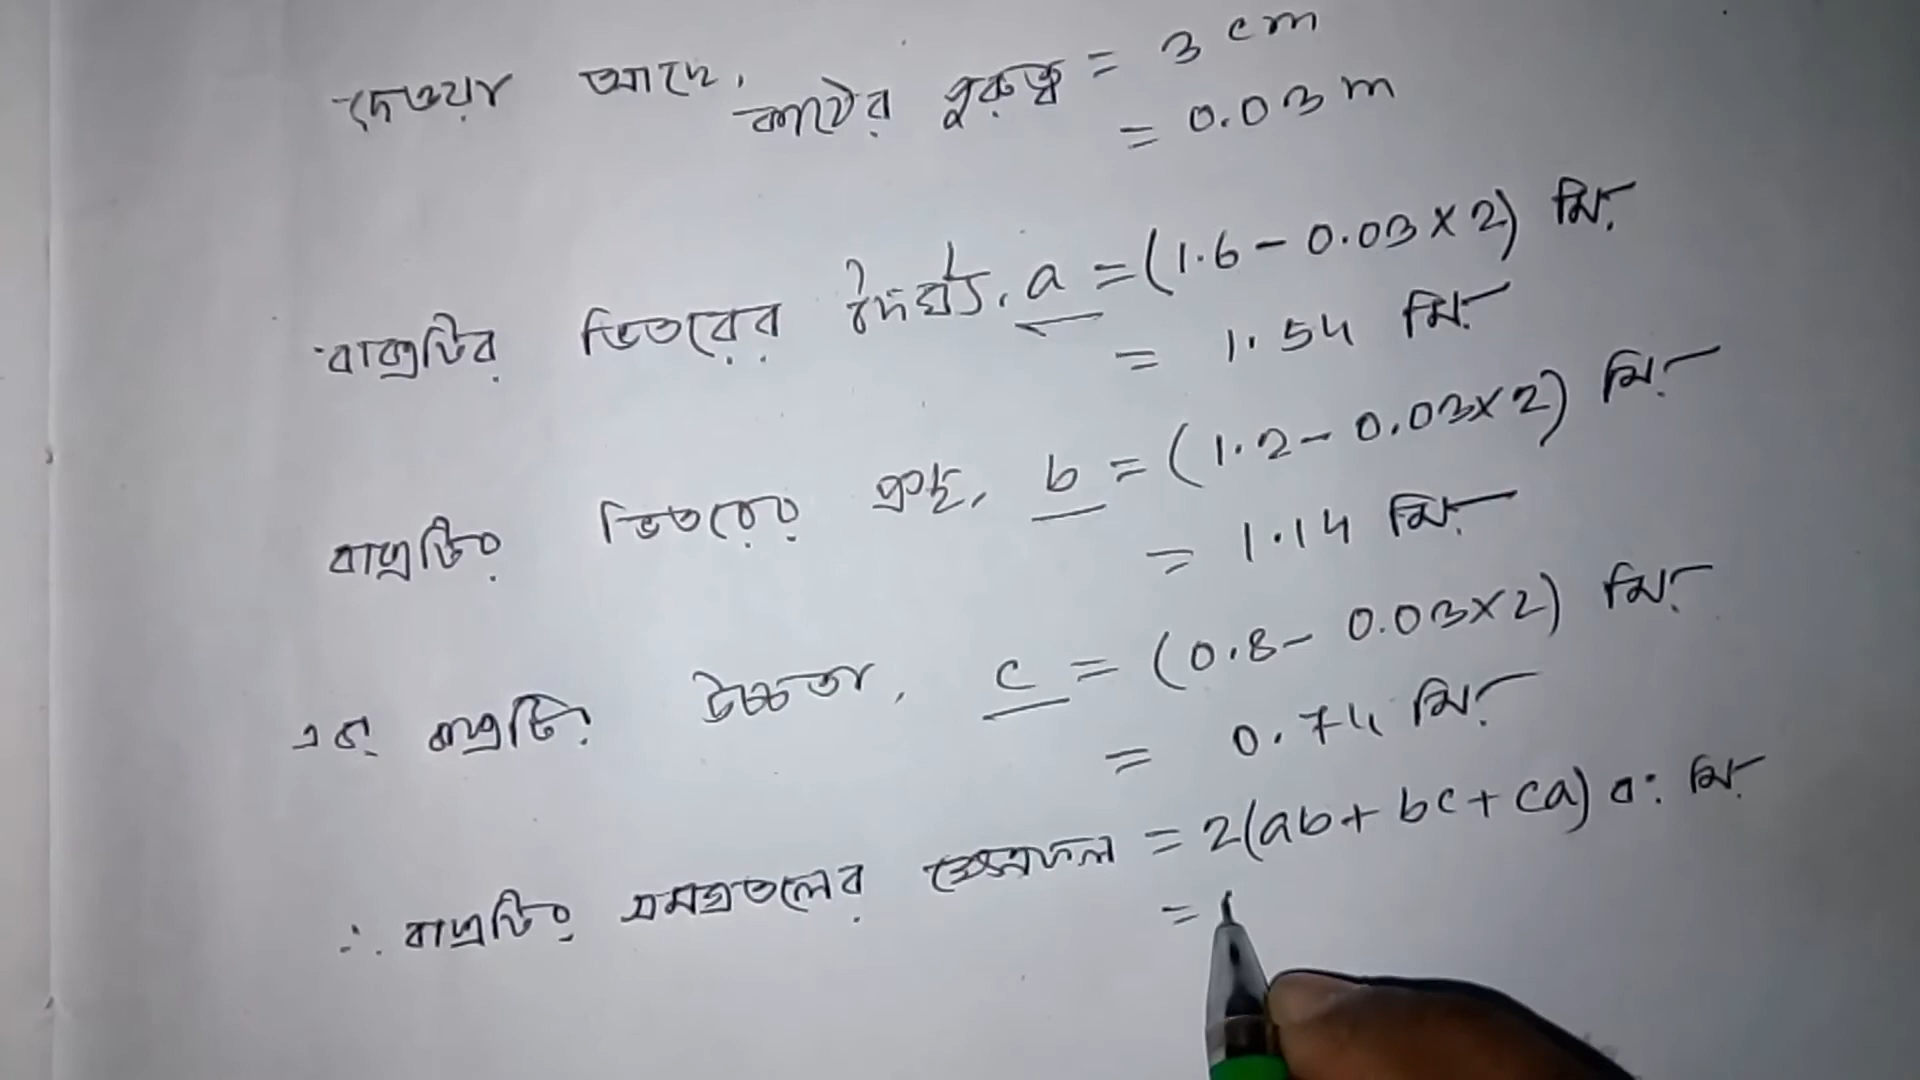 দেওয়া আছে, কাঠের পুরুত্ব = 3 cm
= 0.03 m
বাক্সটির ভিতরের দৈর্ঘ্য, a = (1.6 - 0.03 × 2) মি.
= 1.54 মি.
বাক্সটির ভিতরের প্রস্থ, b = (1.2 - 0.03×2) মি.
= 1.14 মি.
এবং বাক্সটির উচ্চতা, c = (0.8 - 0.03×2) মি.
= 0.74 মি.
∴ বাক্সটির সমগ্রতলের ক্ষেত্রফল = 2(ab + bc + ca) ব: মি.
=